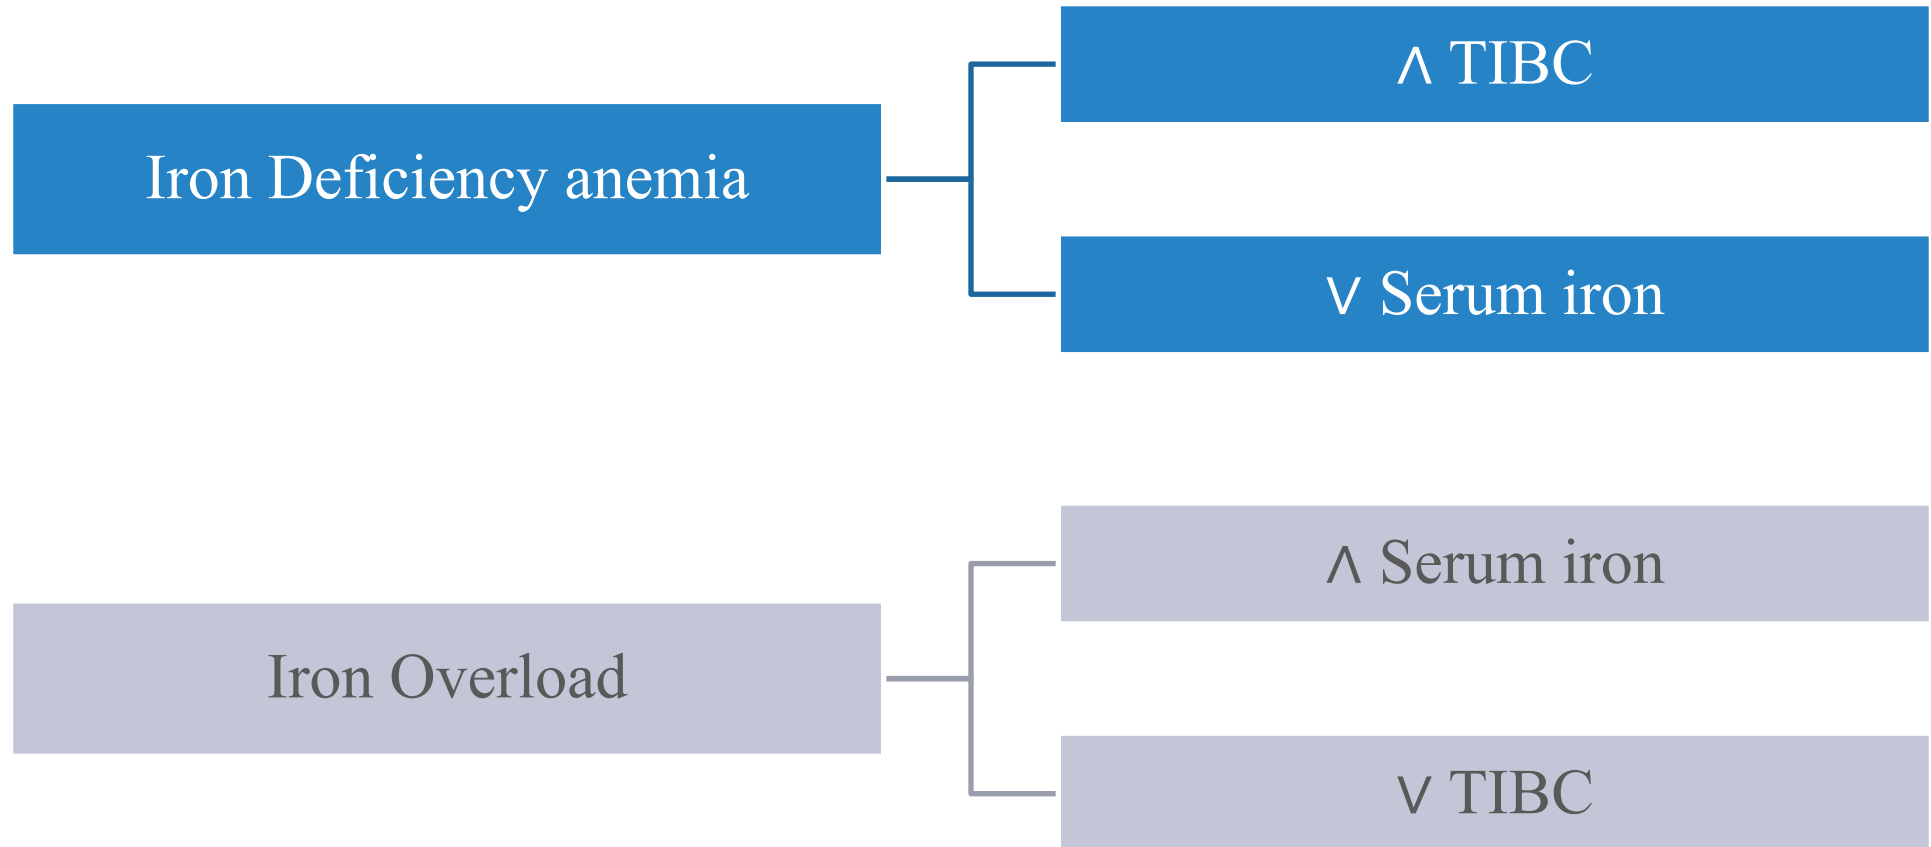 Iron Deficiency anemia
∧ TIBC
∨ Serum iron
Iron Overload
∧ Serum iron
∨ TIBC